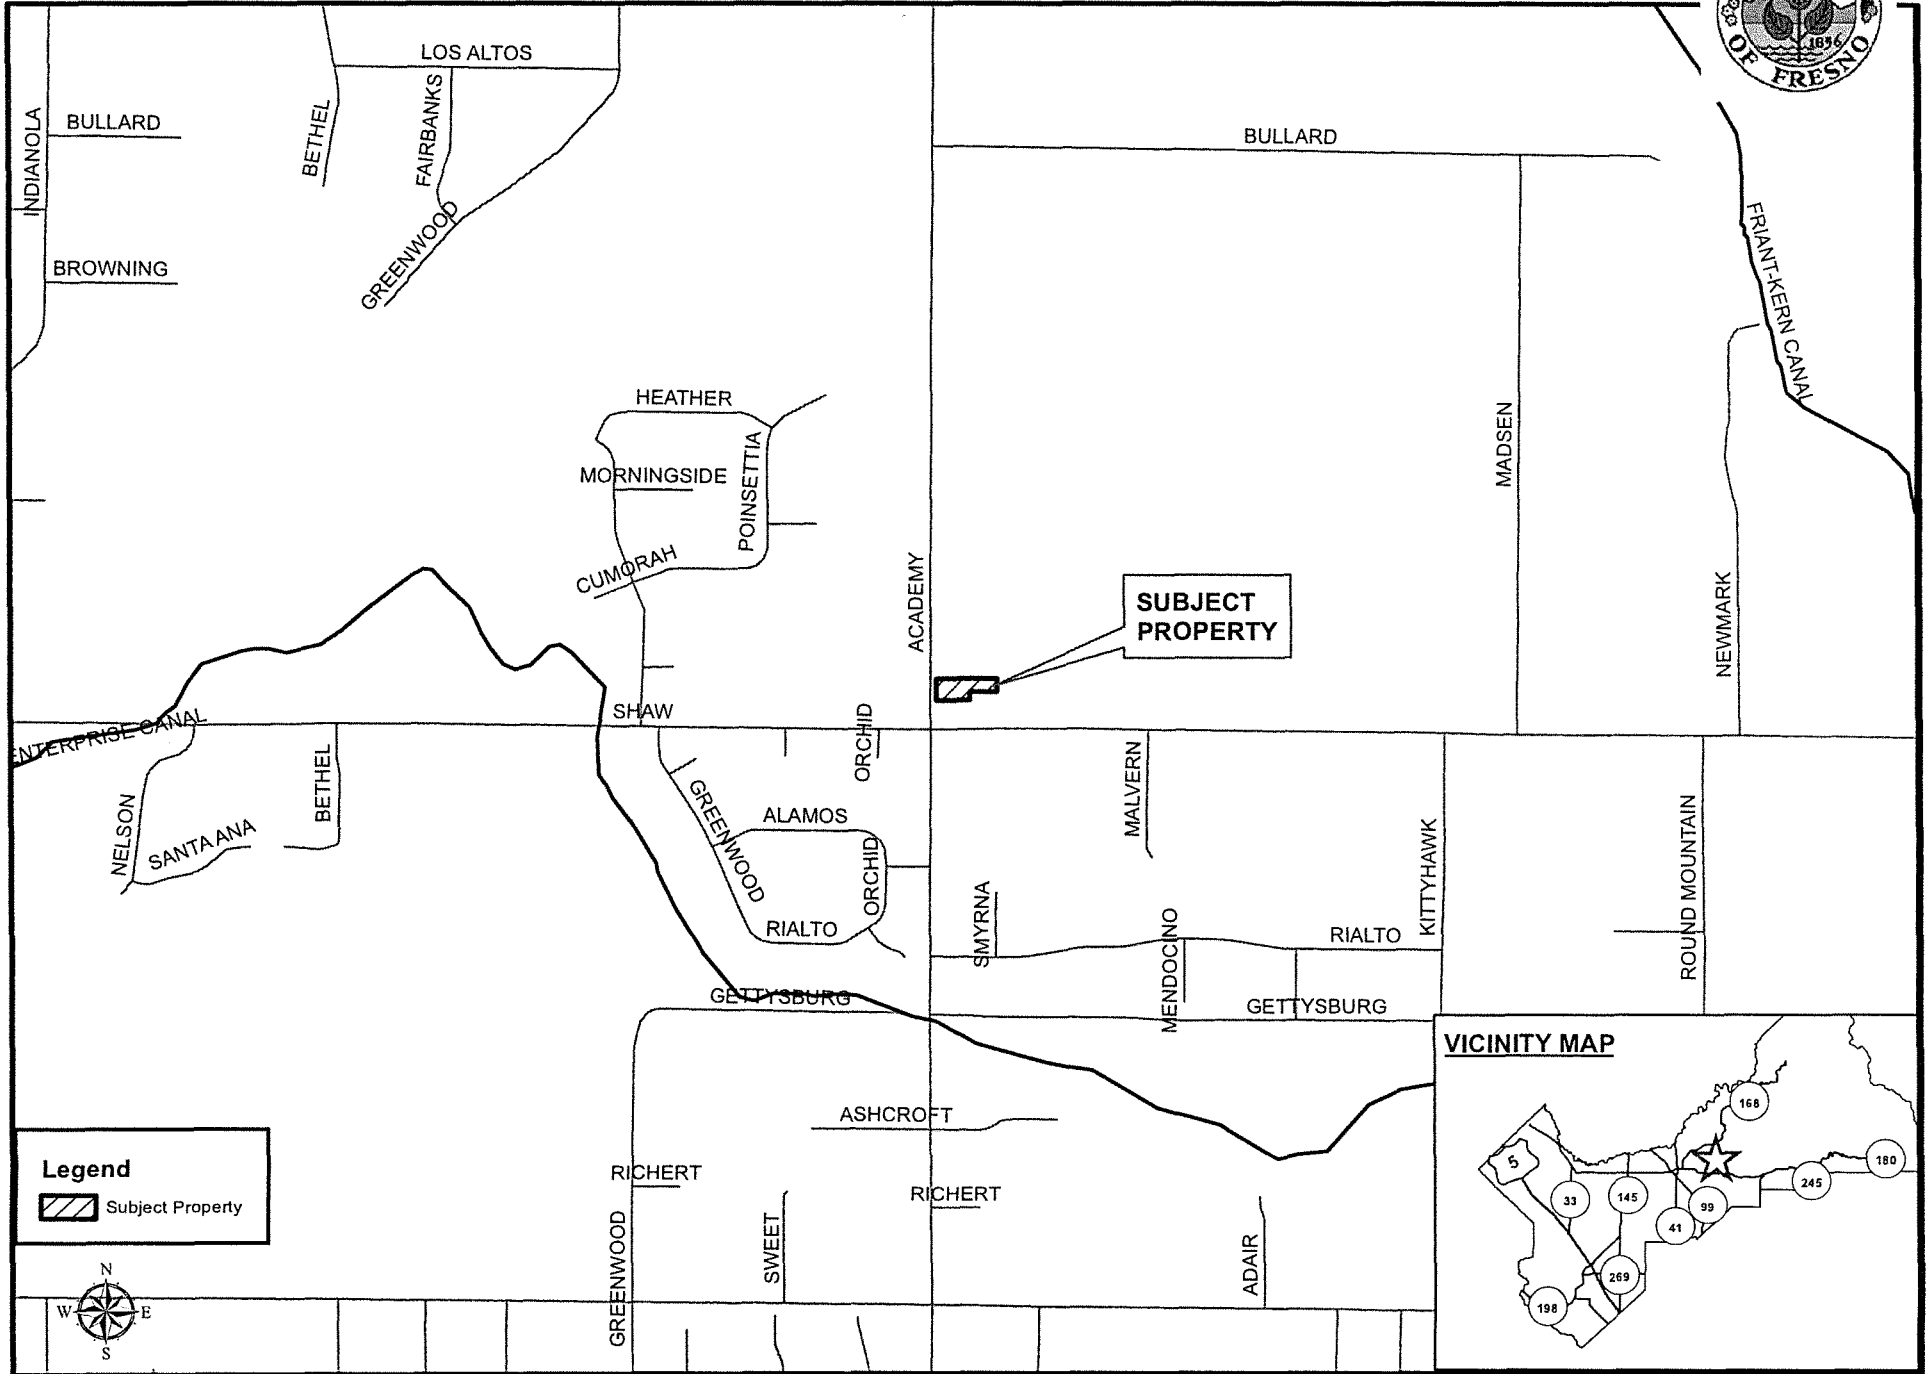 1856
OF FRESNO
LOS ALTOS
INDIANOLA
BULLARD
BETHEL
FAIRBANKS
BULLARD
GREENWOOD
BROWNING
FRIANT-KERN CANAL
HEATHER
MORNINGSIDE
POINSETTIA
MADSEN
CUMORAH
ACADEMY
SUBJECT
PROPERTY
NEWMARK
ENTERPRISE CANAL
SHAW
ORCHID
BETHEL
MALVERN
NELSON
SANTA ANA
GREENWOOD
ALAMOS
ORCHID
KITTYHAWK
ROUND MOUNTAIN
RIALTO
SMYRNA
MENDOCINO
RIALTO
GETTYSBURG
GETTYSBURG
ASHCROFT
RICHERT
RICHERT
GREENWOOD
SWEET
ADAIR
VICINITY MAP
168
5
180
245
33
145
99
41
269
198
Legend
Subject Property
N
W
E
S